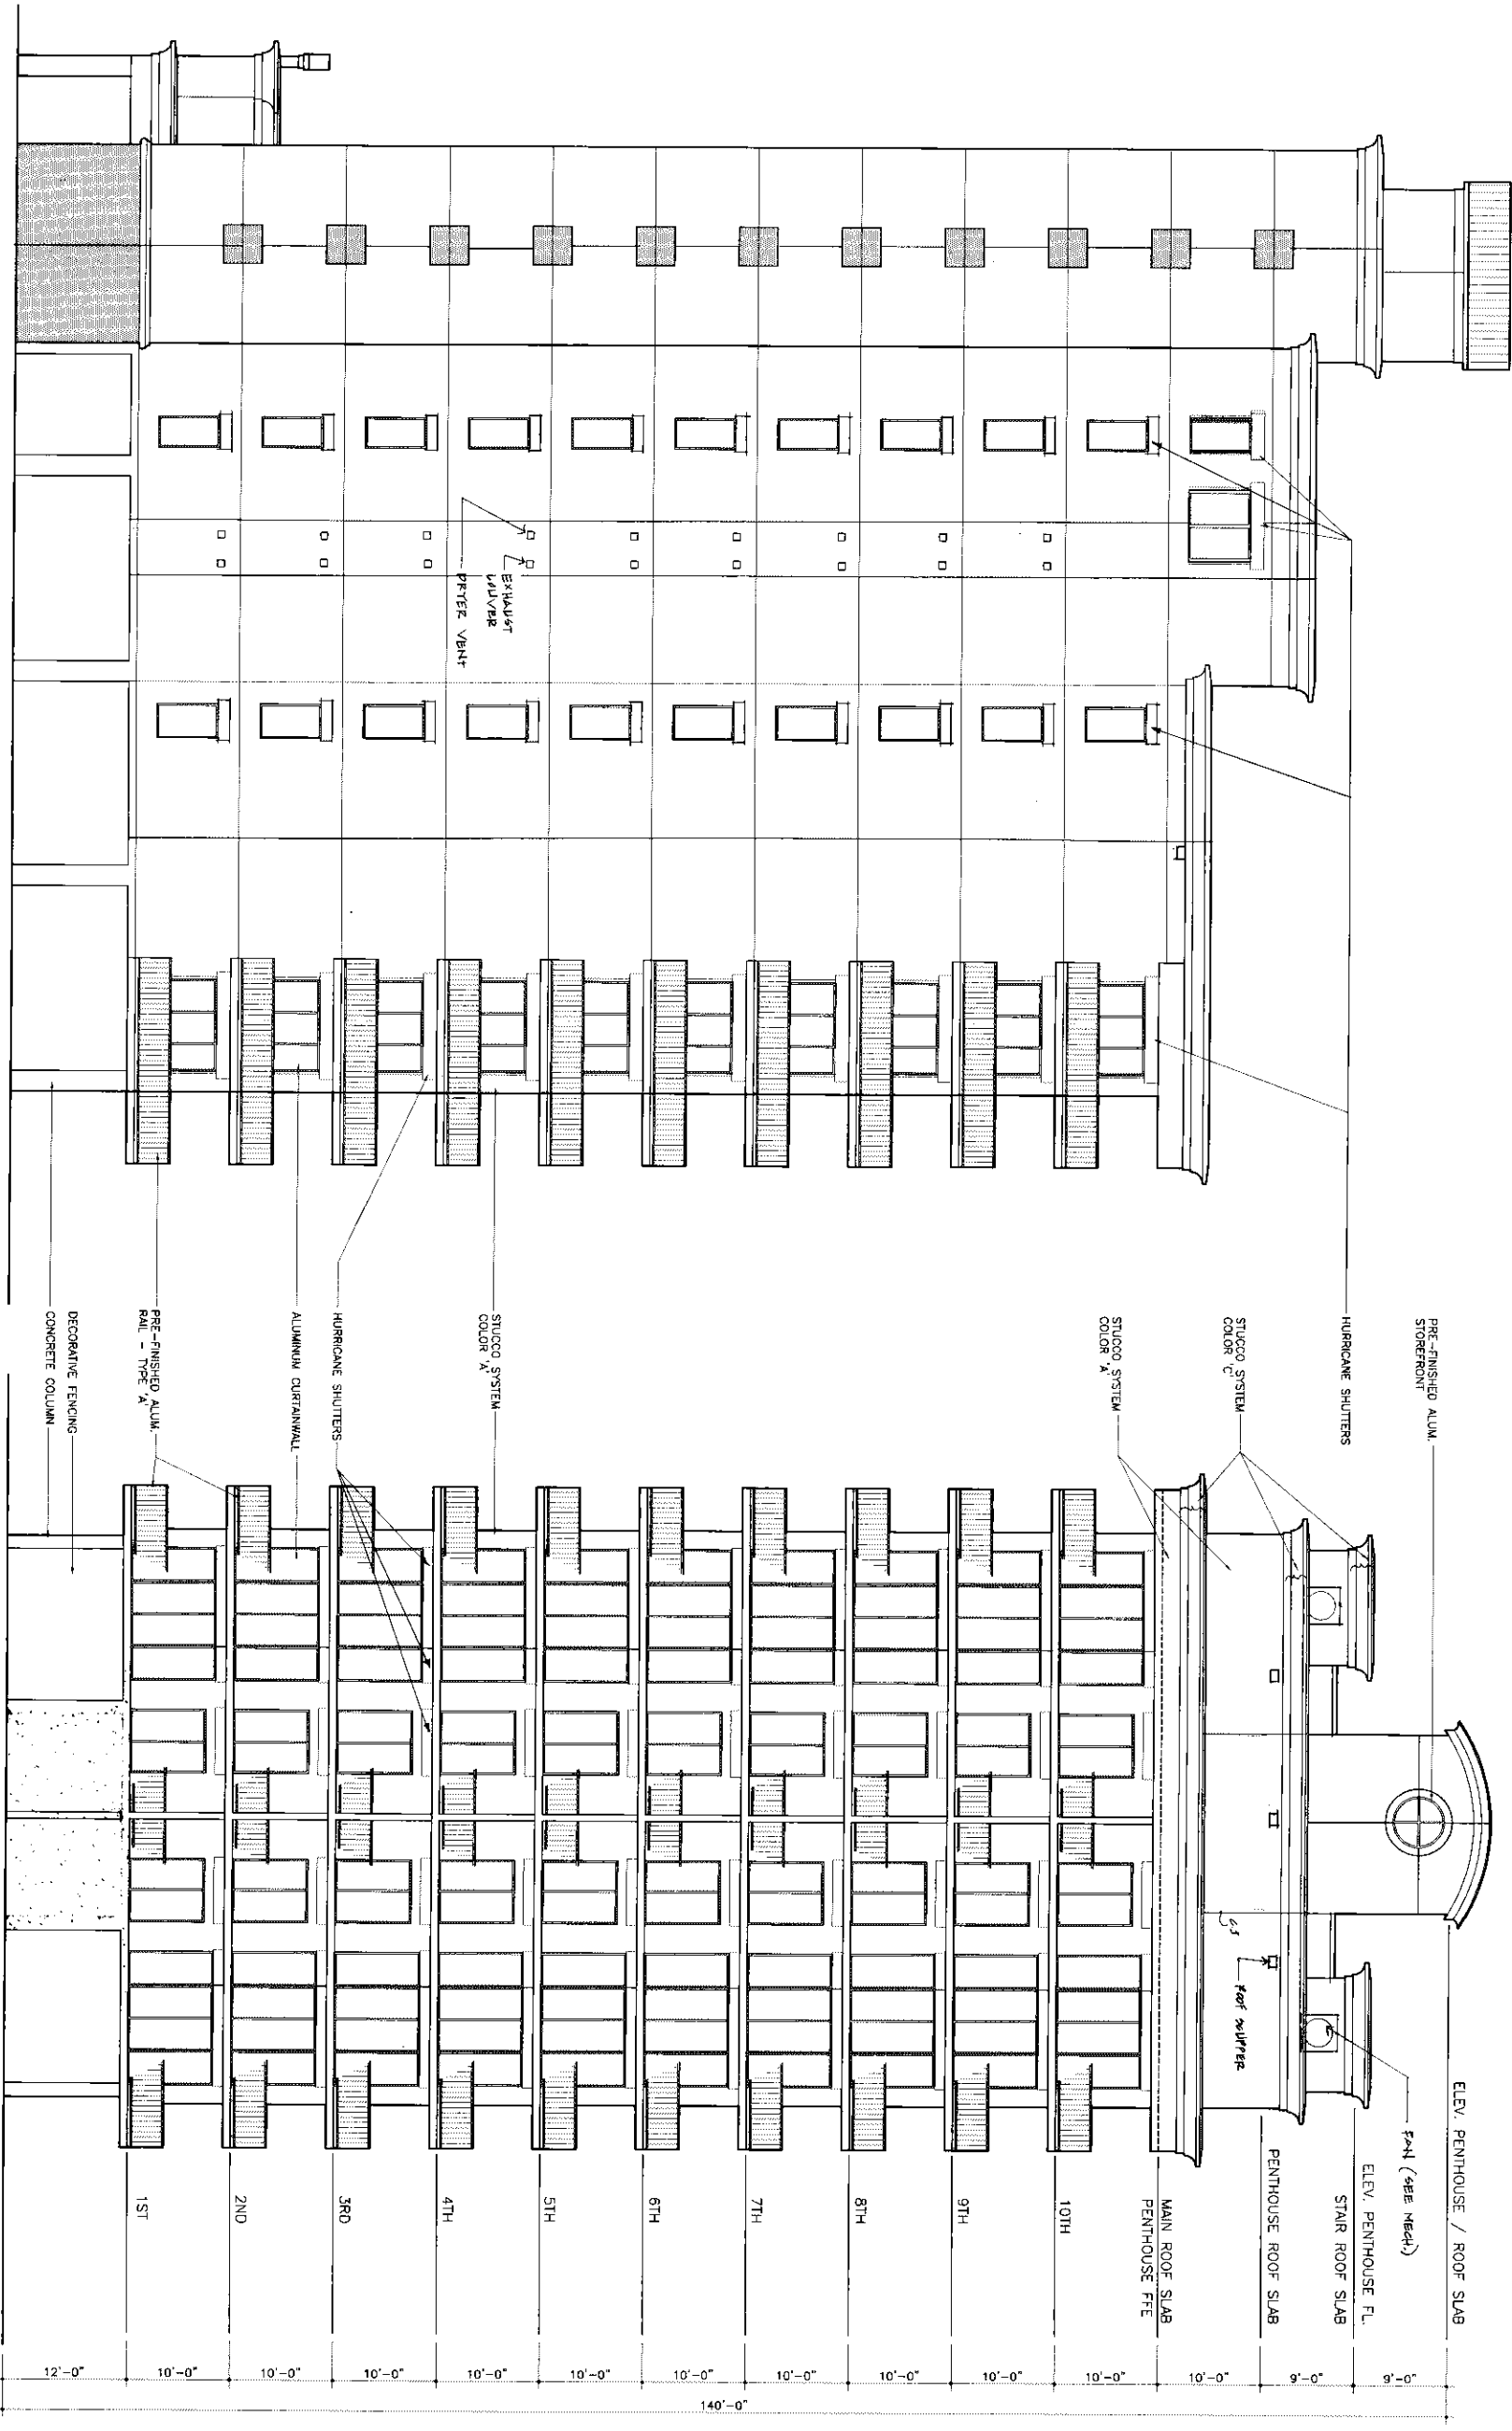 PRE-FINISHED ALUM.
STOREFRONT
HURRICANE SHUTTERS
STUCCO SYSTEM
COLOR 'C'
STUCCO SYSTEM
COLOR 'A'
STUCCO SYSTEM
COLOR 'A'
HURRICANE SHUTTERS
ALUMINUM CURTAINWALL
PRE-FINISHED ALUM.
RAIL - TYPE 'A'
DECORATIVE FENCING
CONCRETE COLUMN
EXHAUST
LOUVER
DRYER VENT
ROOF SCUPPER
FAN (SEE MECH.)
ELEV. PENTHOUSE / ROOF SLAB
ELEV. PENTHOUSE FL.
STAIR ROOF SLAB
PENTHOUSE ROOF SLAB
MAIN ROOF SLAB
PENTHOUSE FFE
10TH
9TH
8TH
7TH
6TH
5TH
4TH
3RD
2ND
1ST
9'-0"
9'-0"
10'-0"
10'-0"
10'-0"
10'-0"
10'-0"
10'-0"
10'-0"
10'-0"
10'-0"
10'-0"
10'-0"
12'-0"
140'-0"